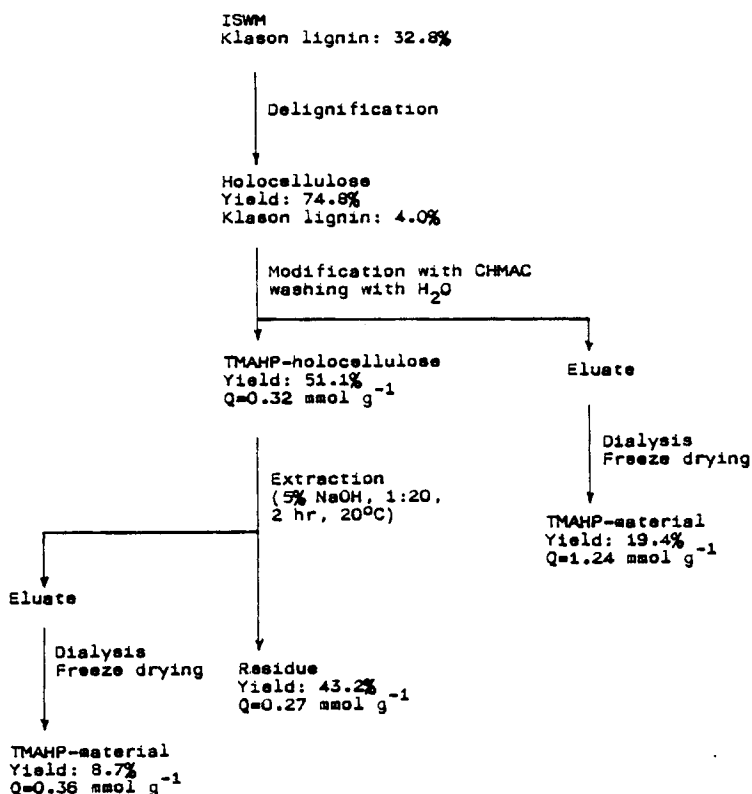 ISWM
Klason lignin: 32.8%
Delignification
Holocellulose
Yield: 74.8%
Klason lignin: 4.0%
Modification with CHMAC
washing with H2O
TMAHP-holocellulose
Yield: 51.1%
Q=0.32 mmol g-1
Eluate
Dialysis
Freeze drying
Extraction
(5% NaOH, 1:20,
2 hr, 20°C)
TMAHP-material
Yield: 19.4%
Q=1.24 mmol g-1
Eluate
Dialysis
Freeze drying
Residue
Yield: 43.2%
Q=0.27 mmol g-1
TMAHP-material
Yield: 8.7%
Q=0.36 mmol g-1